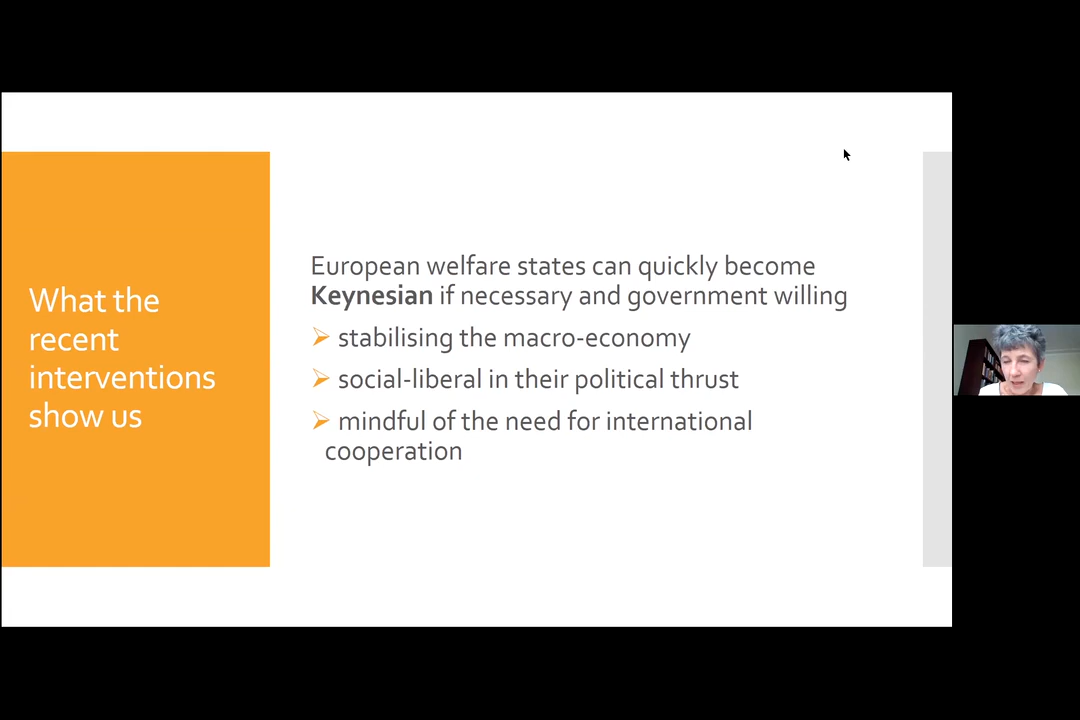 What the
recent
interventions
show us
European welfare states can quickly become
Keynesian if necessary and government willing
stabilising the macro-economy
social-liberal in their political thrust
mindful of the need for international
cooperation